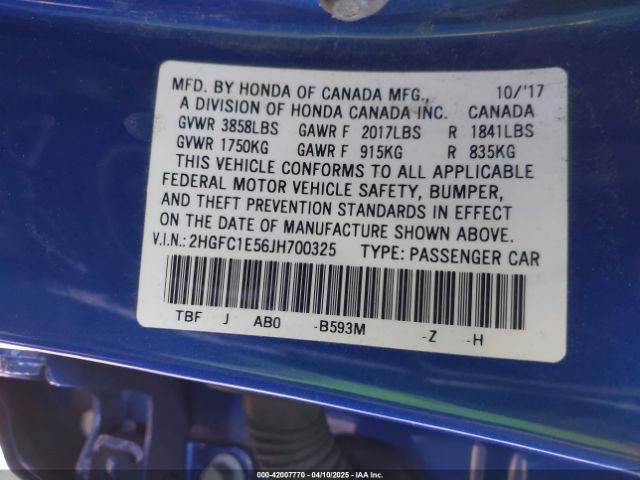 MFD. BY HONDA OF CANADA MFG., 10/'17
A DIVISION OF HONDA CANADA INC. CANADA
GVWR 3858LBS GAWR F 2017LBS R 1841LBS
GVWR 1750KG GAWR F 915KG R 835KG
THIS VEHICLE CONFORMS TO ALL APPLICABLE
FEDERAL MOTOR VEHICLE SAFETY, BUMPER,
AND THEFT PREVENTION STANDARDS IN EFFECT
ON THE DATE OF MANUFACTURE SHOWN ABOVE.
V.I.N.: 2HGFC1E56JH700325 TYPE: PASSENGER CAR
TBF J AB0 -B593M -Z -H
000-42007770 - 04/10/2025 - IAAI.COM